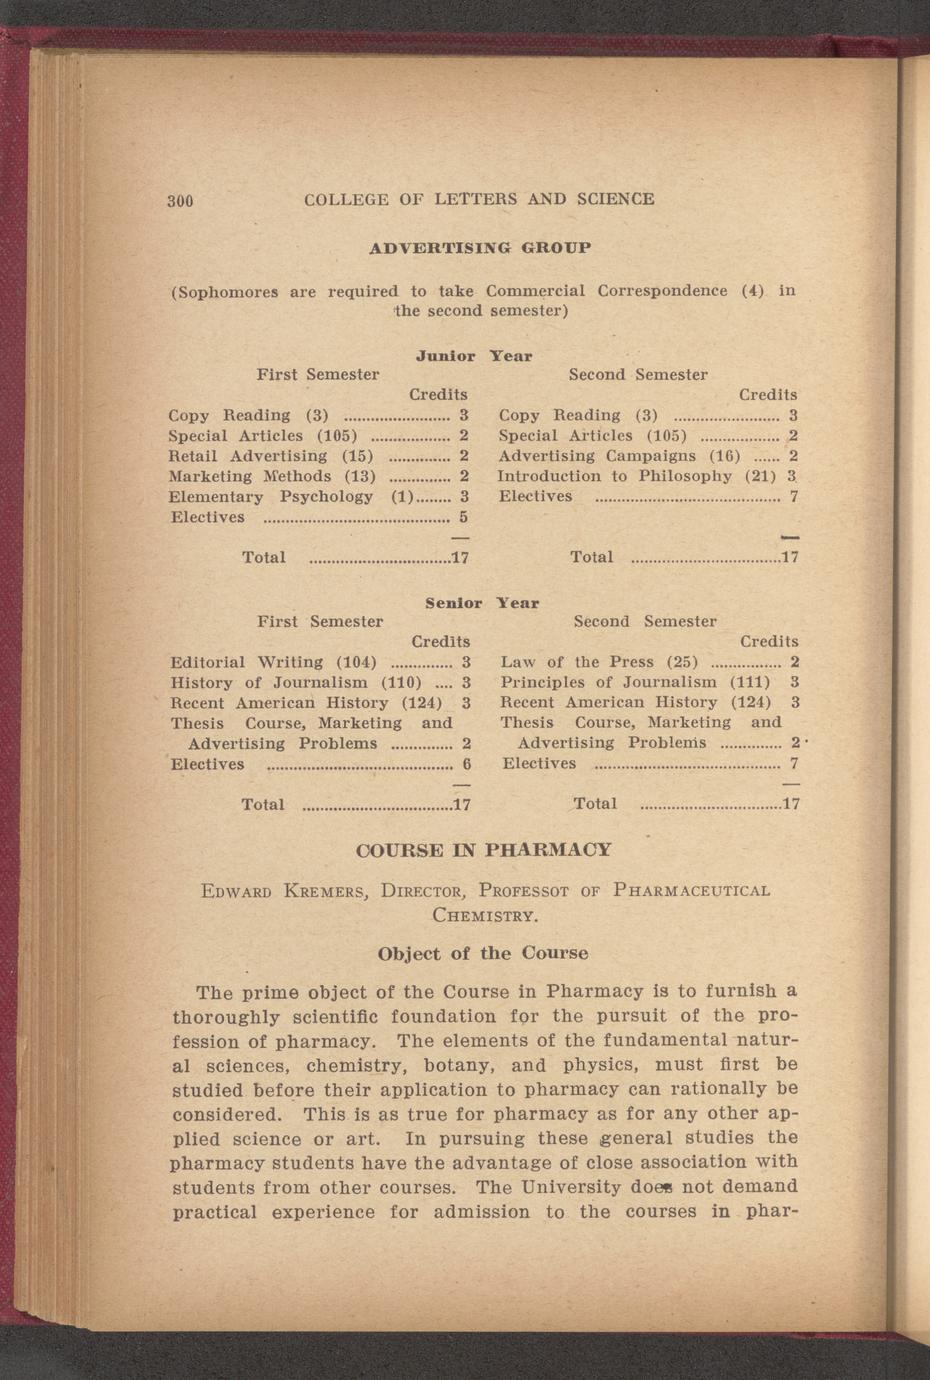 300 COLLEGE OF LETTERS AND SCIENCE
ADVERTISING GROUP
(Sophomores are required to take Commercial Correspondence (4) in
the second semester)
Junior Year
First Semester
Credits
Copy Reading (3) ........................ 3
Special Articles (105) .................. 2
Retail Advertising (15) .............. 2
Marketing Methods (13) .............. 2
Elementary Psychology (1)........ 3
Electives ......................................... 5
Total ...............................17
Second Semester
Credits
Copy Reading (3) ........................ 3
Special Articles (105) .................. 2
Advertising Campaigns (16) ...... 2
Introduction to Philosophy (21) 3
Electives ......................................... 7
Total .................................17
Senior Year
First Semester
Credits
Editorial Writing (104) .............. 3
History of Journalism (110) .... 3
Recent American History (124) 3
Thesis Course, Marketing and
Advertising Problems .............. 2
Electives ......................................... 6
Total .................................17
Second Semester
Credits
Law of the Press (25) ................ 2
Principles of Journalism (111) 3
Recent American History (124) 3
Thesis Course, Marketing and
Advertising Problems .............. 2
Electives ......................................... 7
Total ...............................17
COURSE IN PHARMACY
EDWARD KREMERS, DIRECTOR, PROFESSOT OF PHARMACEUTICAL
CHEMISTRY.
Object of the Course
The prime object of the Course in Pharmacy is to furnish a
thoroughly scientific foundation for the pursuit of the pro-
fession of pharmacy. The elements of the fundamental natur-
al sciences, chemistry, botany, and physics, must first be
studied before their application to pharmacy can rationally be
considered. This is as true for pharmacy as for any other ap-
plied science or art. In pursuing these general studies the
pharmacy students have the advantage of close association with
students from other courses. The University does not demand
practical experience for admission to the courses in phar-